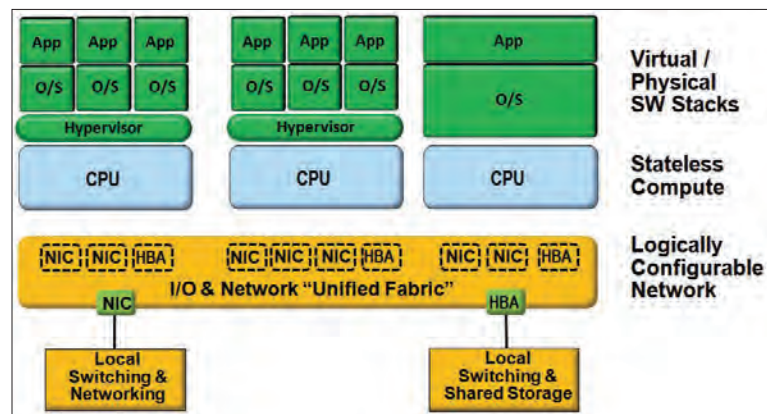 App App App App App App App
O/S O/S O/S O/S O/S O/S O/S
Hypervisor Hypervisor
Virtual /
Physical
SW Stacks
CPU CPU CPU
Stateless
Compute
NIC NIC HBA NIC NIC NIC HBA NIC NIC HBA
I/O & Network “Unified Fabric”
NIC HBA
Logically
Configurable
Network
Local
Switching &
Networking
Local
Switching &
Shared Storage